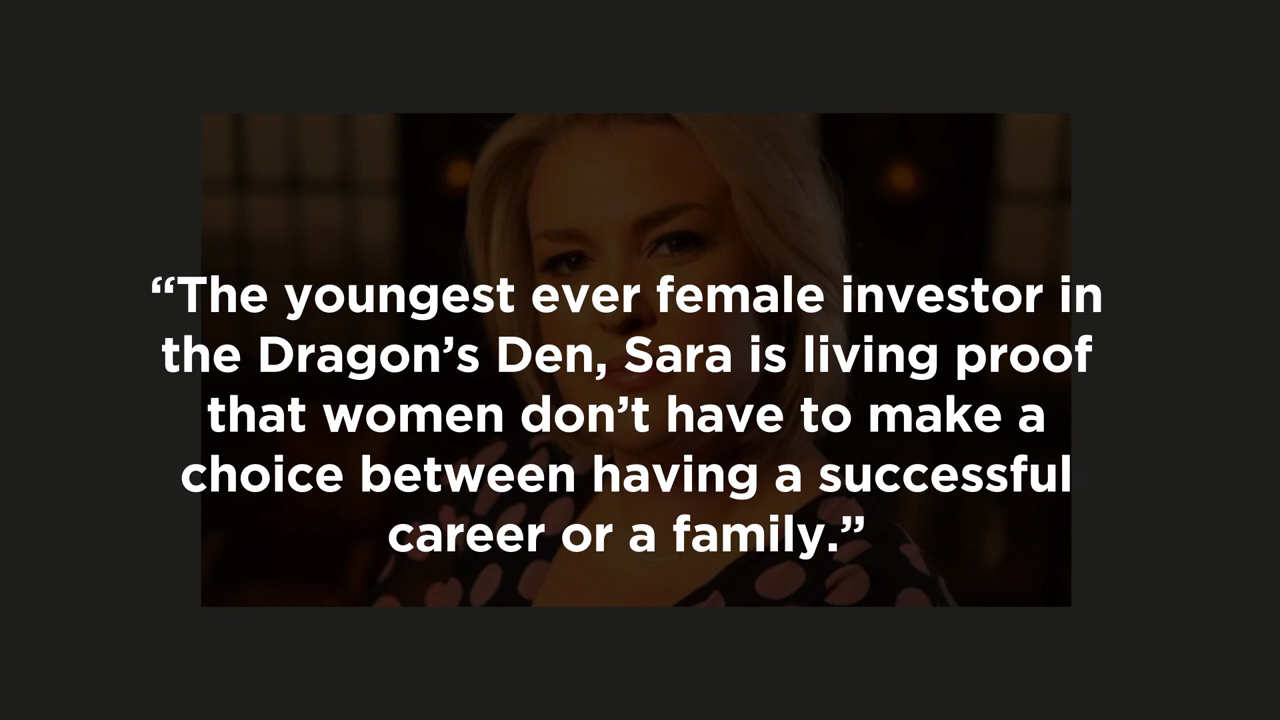 “The youngest ever female investor in
the Dragon’s Den, Sara is living proof
that women don’t have to make a
choice between having a successful
career or a family.”